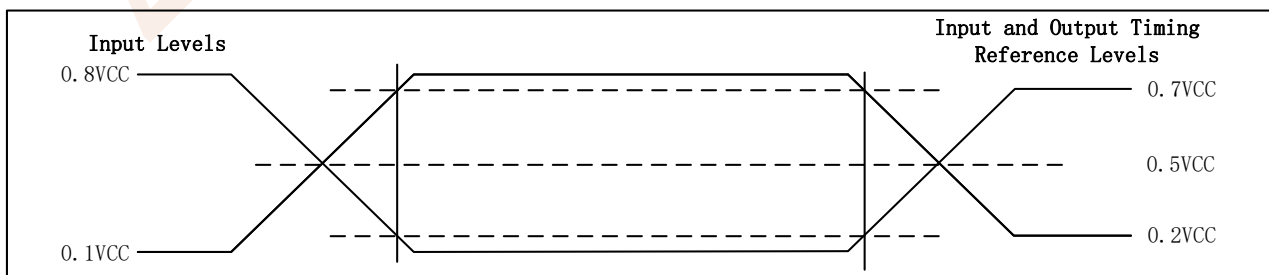 Input Levels
0.8VCC
0.1VCC
Input and Output Timing
Reference Levels
0.7VCC
0.5VCC
0.2VCC